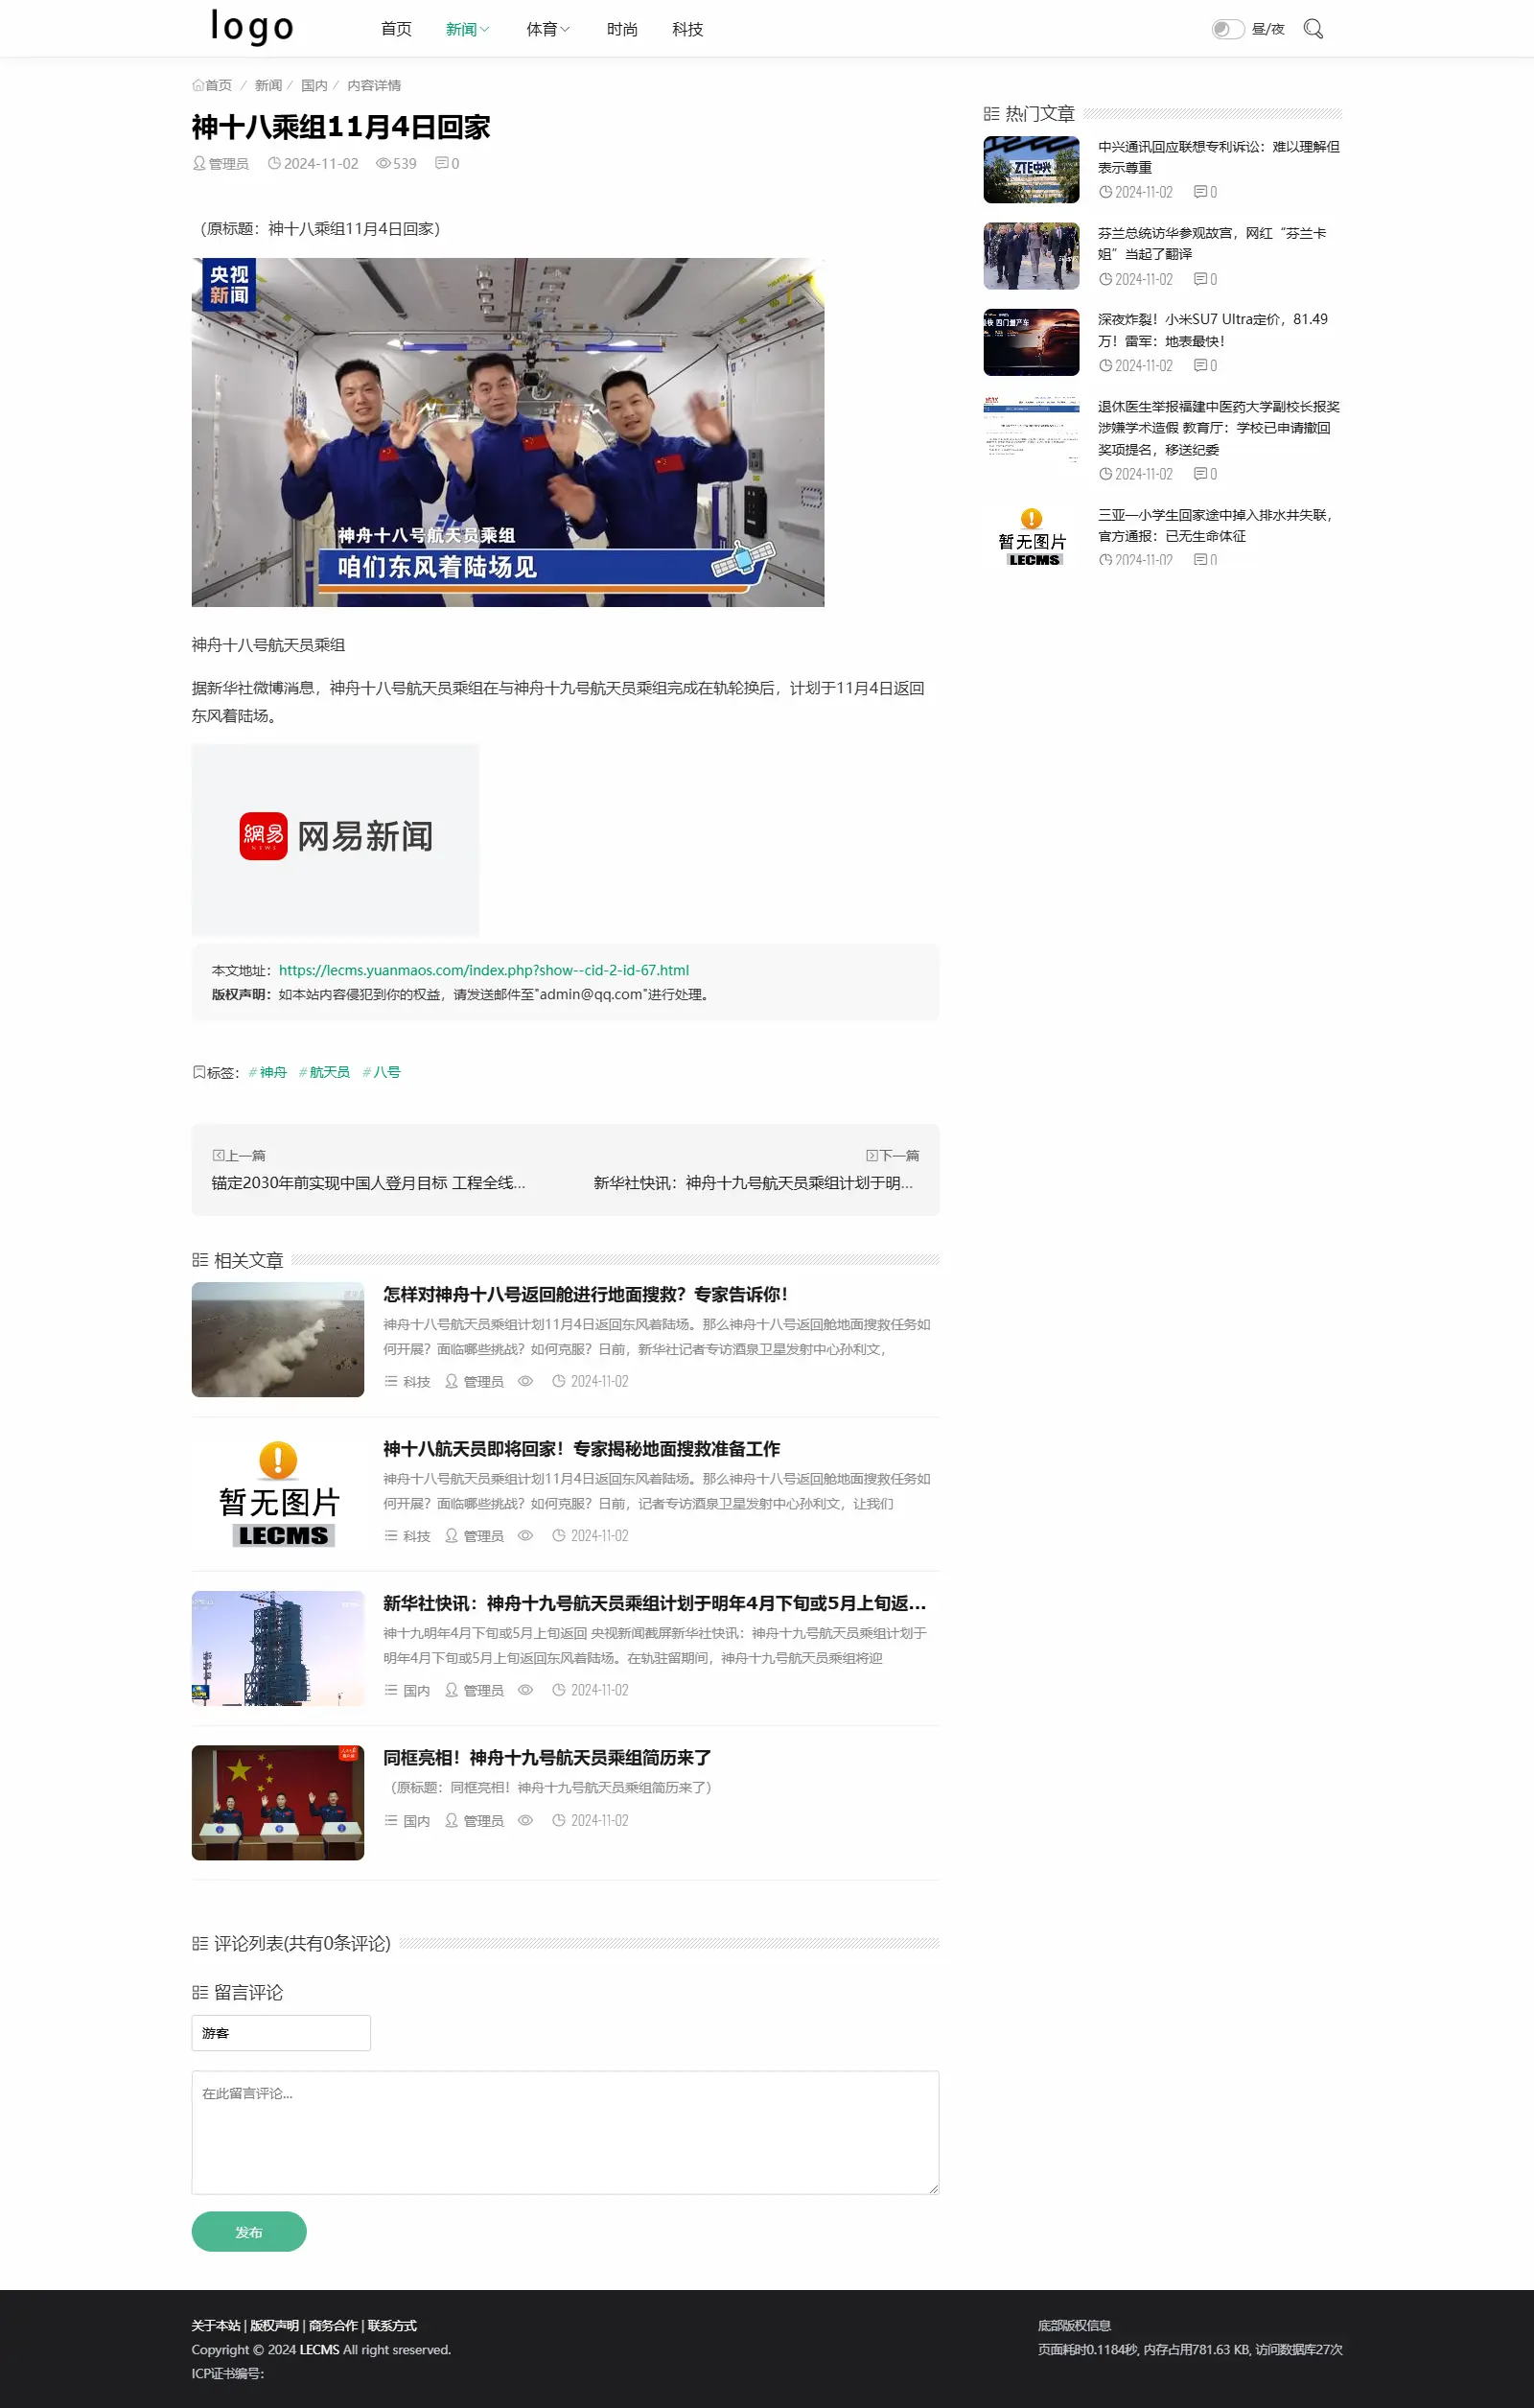 logo
首页 新闻 体育 时尚 科技
昼/夜
首页 / 新闻 / 国内 / 内容详情
神十八乘组11月4日回家
管理员 2024-11-02 539 0
（原标题：神十八乘组11月4日回家）
央视
新闻
神舟十八号航天员乘组
咱们东风着陆场见
神舟十八号航天员乘组
据新华社微博消息，神舟十八号航天员乘组在与神舟十九号航天员乘组完成在轨轮换后，计划于11月4日返回
东风着陆场。
網易
NEWS
网易新闻
本文地址：https://lecms.yuanmaos.com/index.php?show--cid-2-id-67.html
版权声明：如本站内容侵犯到你的权益，请发送邮件至"admin@qq.com"进行处理。
标签：# 神舟 # 航天员 # 八号
上一篇
锚定2030年前实现中国人登月目标 工程全线...
下一篇
新华社快讯：神舟十九号航天员乘组计划于明...
相关文章
怎样对神舟十八号返回舱进行地面搜救？专家告诉你！
神舟十八号航天员乘组计划11月4日返回东风着陆场。那么神舟十八号返回舱地面搜救任务如
何开展？面临哪些挑战？如何克服？日前，新华社记者专访酒泉卫星发射中心孙利文，
科技 管理员 2024-11-02
暂无图片
LECMS
神十八航天员即将回家！专家揭秘地面搜救准备工作
神舟十八号航天员乘组计划11月4日返回东风着陆场。那么神舟十八号返回舱地面搜救任务如
何开展？面临哪些挑战？如何克服？日前，记者专访酒泉卫星发射中心孙利文，让我们
科技 管理员 2024-11-02
新华社快讯：神舟十九号航天员乘组计划于明年4月下旬或5月上旬返...
神十九明年4月下旬或5月上旬返回 央视新闻截屏新华社快讯：神舟十九号航天员乘组计划于
明年4月下旬或5月上旬返回东风着陆场。在轨驻留期间，神舟十九号航天员乘组将迎
国内 管理员 2024-11-02
同框亮相！神舟十九号航天员乘组简历来了
（原标题：同框亮相！神舟十九号航天员乘组简历来了）
国内 管理员 2024-11-02
评论列表(共有0条评论)
留言评论
游客
在此留言评论...
发布
热门文章
ZTE中兴
中兴通讯回应联想专利诉讼：难以理解但
表示尊重
2024-11-02 0
芬兰总统访华参观故宫，网红“芬兰卡
姐”当起了翻译
2024-11-02 0
四门量产车
深夜炸裂！小米SU7 Ultra定价，81.49
万！雷军：地表最快！
2024-11-02 0
退休医生举报福建中医药大学副校长报奖
涉嫌学术造假 教育厅：学校已申请撤回
奖项提名，移送纪委
2024-11-02 0
暂无图片
LECMS
三亚一小学生回家途中掉入排水井失联，
官方通报：已无生命体征
2024-11-02 0
关于本站 | 版权声明 | 商务合作 | 联系方式
Copyright © 2024 LECMS All right sreserved.
ICP证书编号：
底部版权信息
页面耗时0.1184秒, 内存占用781.63 KB, 访问数据库27次